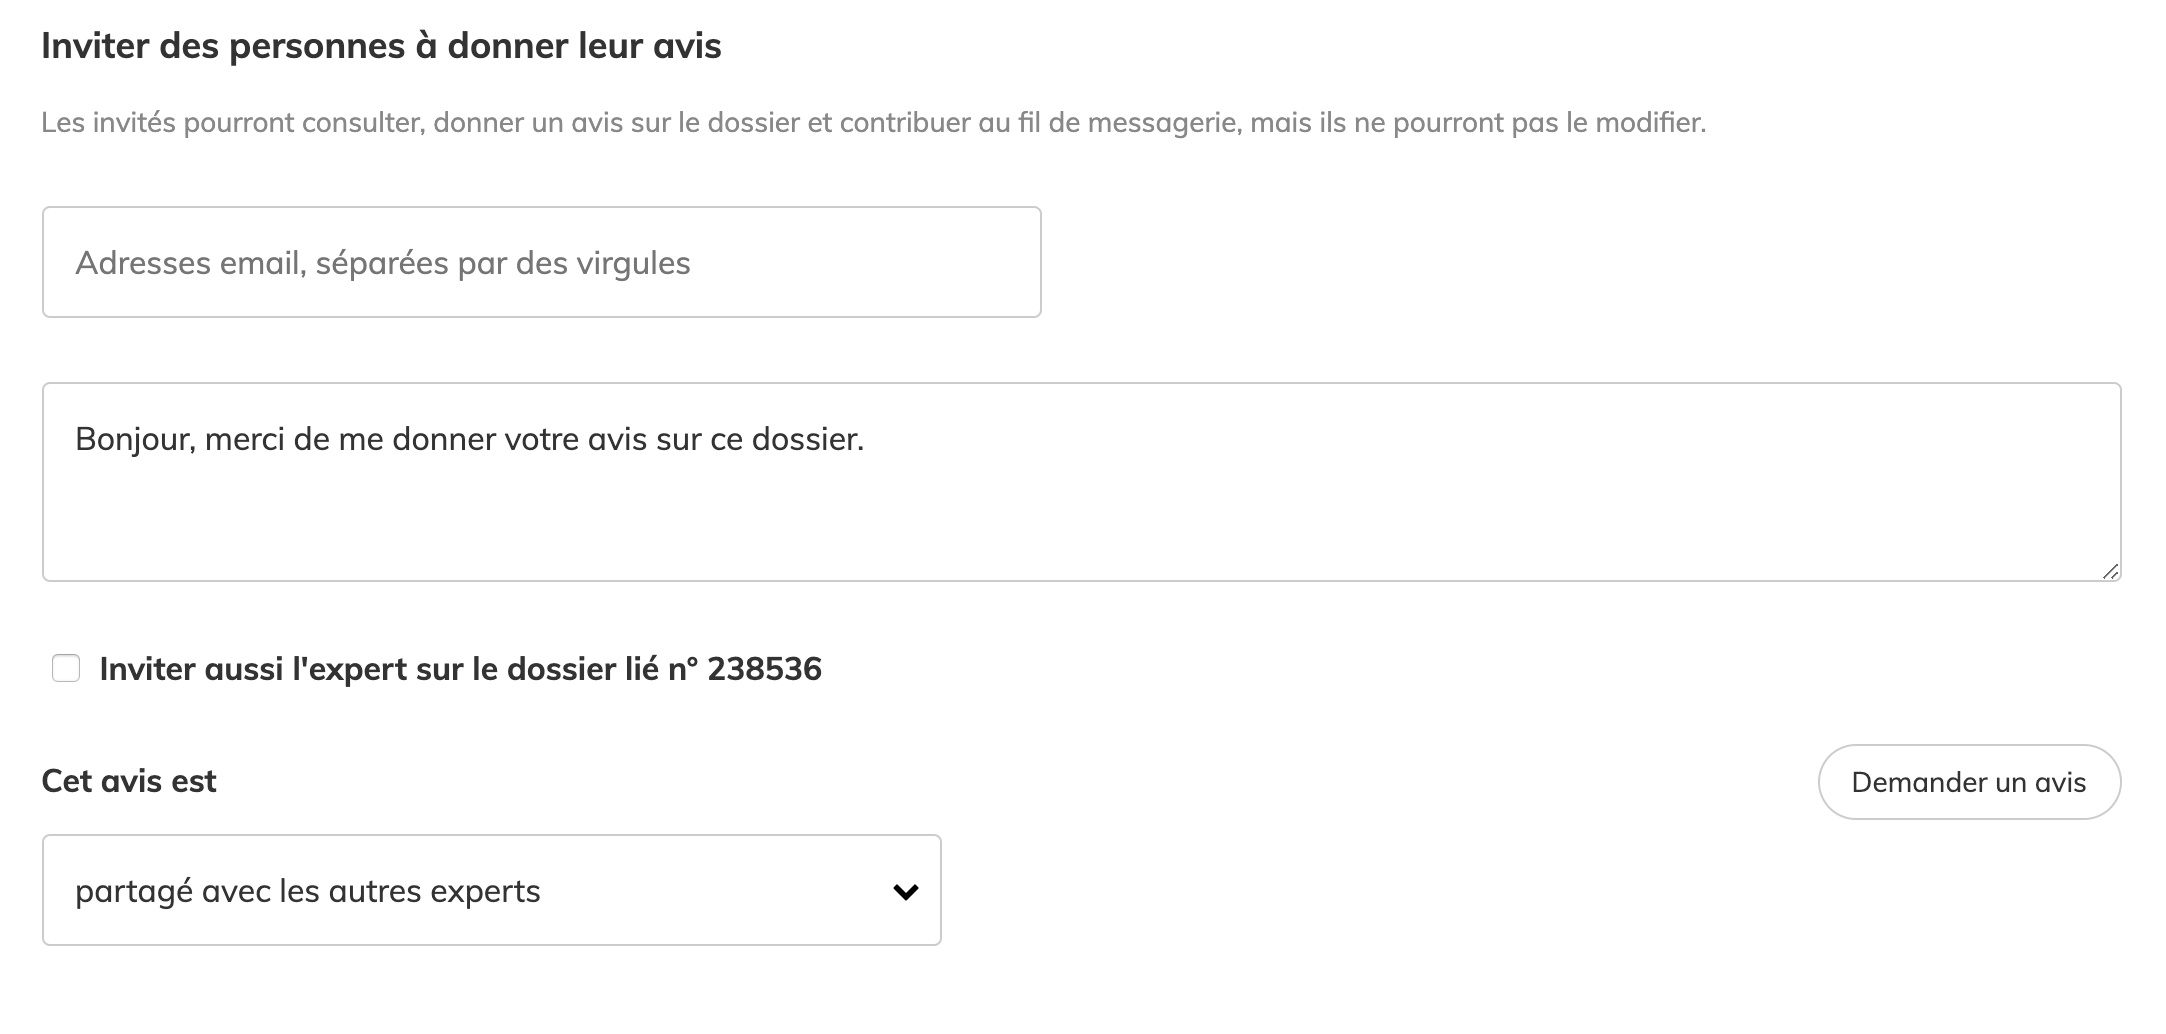 Inviter des personnes à donner leur avis
Les invités pourront consulter, donner un avis sur le dossier et contribuer au fil de messagerie, mais ils ne pourront pas le modifier.
Adresses email, séparées par des virgules
Bonjour, merci de me donner votre avis sur ce dossier.
Inviter aussi l'expert sur le dossier lié n° 238536
Cet avis est
Demander un avis
partagé avec les autres experts